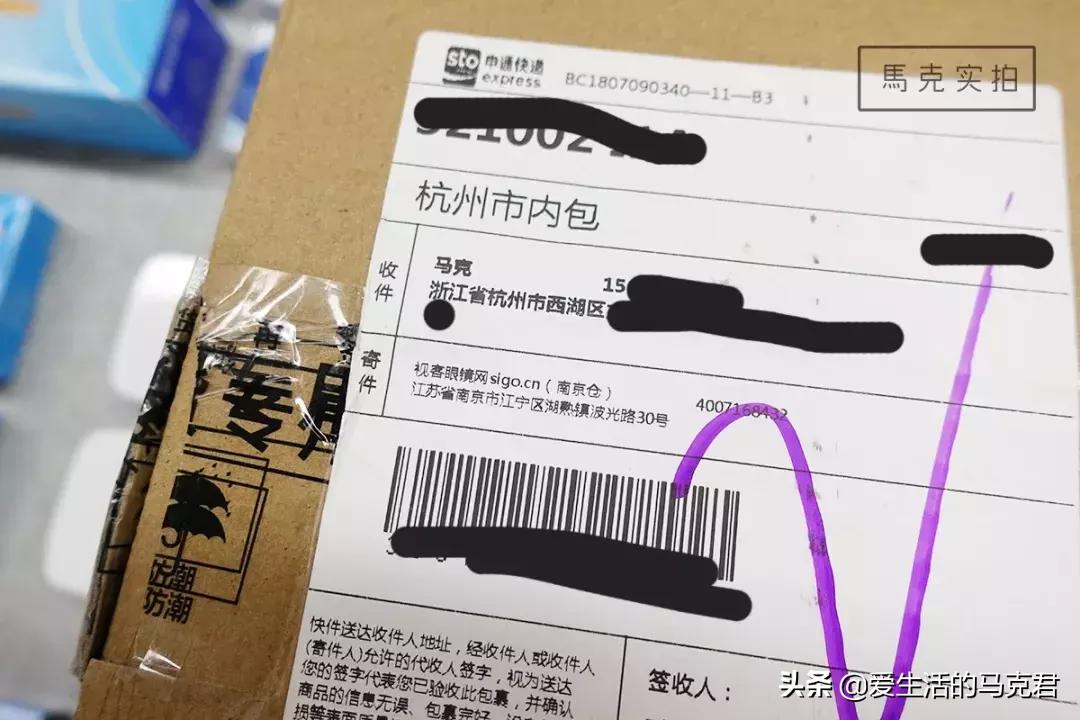 sto 申通快递
express
BC1807090340—11—B3
馬克实拍
杭州市内包
收件
马克
15
浙江省杭州市西湖区
寄件
视客眼镜网sigo.cn（南京仓）
4007168432
江苏省南京市江宁区湖熟镇波光路30号
防潮
防潮
快件送达收件人地址，经收件人或收件人
(寄件人)允许的代收人签字，视为送达
您的签字代表您已验收此包裹，并确认
商品的信息无误、包裹完好、没
签收人：
头条 @爱生活的马克君